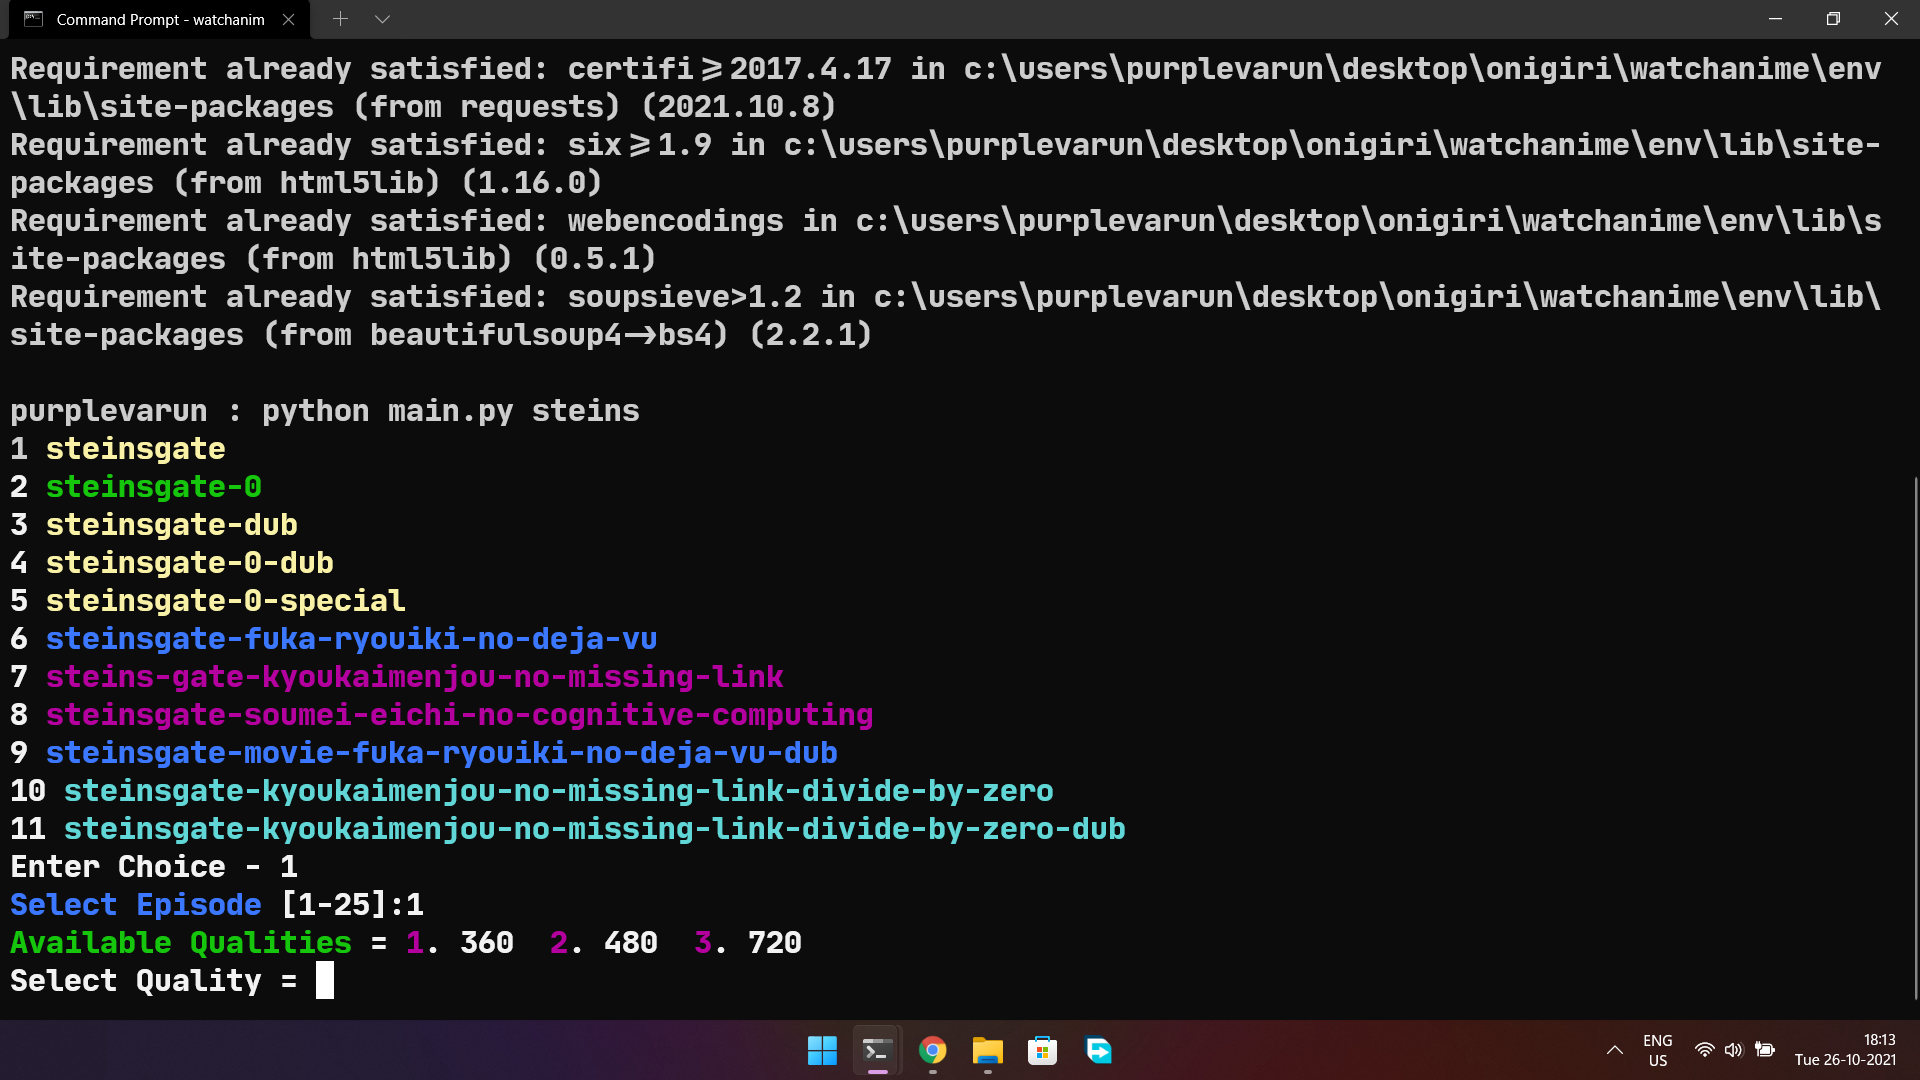 Command Prompt - watchanim
Requirement already satisfied: certifi>=2017.4.17 in c:\users\purplevarun\desktop\onigiri\watchanime\env
\lib\site-packages (from requests) (2021.10.8)
Requirement already satisfied: six>=1.9 in c:\users\purplevarun\desktop\onigiri\watchanime\env\lib\site-
packages (from html5lib) (1.16.0)
Requirement already satisfied: webencodings in c:\users\purplevarun\desktop\onigiri\watchanime\env\lib\s
ite-packages (from html5lib) (0.5.1)
Requirement already satisfied: soupsieve>1.2 in c:\users\purplevarun\desktop\onigiri\watchanime\env\lib\
site-packages (from beautifulsoup4->bs4) (2.2.1)
purplevarun : python main.py steins
1 steinsgate
2 steinsgate-0
3 steinsgate-dub
4 steinsgate-0-dub
5 steinsgate-0-special
6 steinsgate-fuka-ryouiki-no-deja-vu
7 steins-gate-kyoukaimenjou-no-missing-link
8 steinsgate-soumei-eichi-no-cognitive-computing
9 steinsgate-movie-fuka-ryouiki-no-deja-vu-dub
10 steinsgate-kyoukaimenjou-no-missing-link-divide-by-zero
11 steinsgate-kyoukaimenjou-no-missing-link-divide-by-zero-dub
Enter Choice - 1
Select Episode [1-25]:1
Available Qualities = 1. 360  2. 480  3. 720
Select Quality =
ENG
US
18:13
Tue 26-10-2021